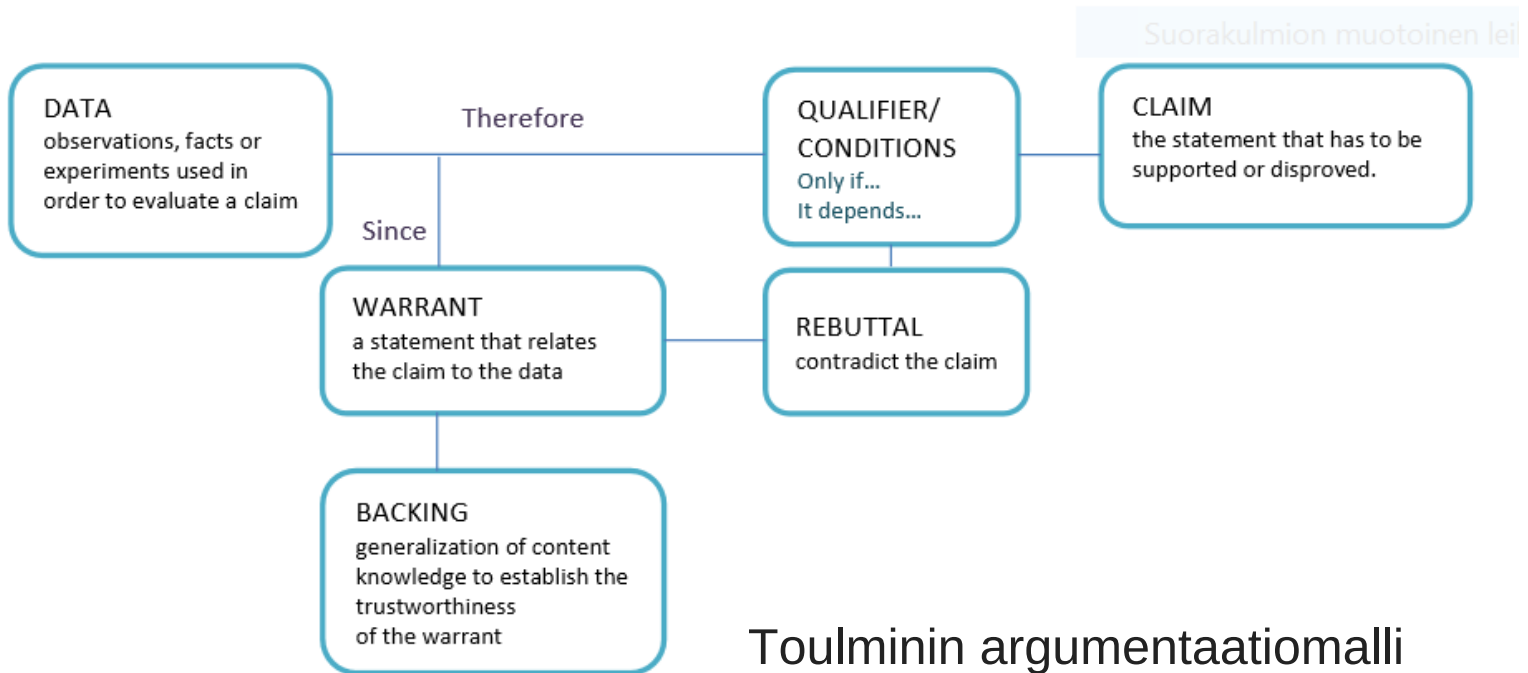 Suorakulmion muotoinen lei
DATA
observations, facts or
experiments used in
order to evaluate a claim
Therefore
QUALIFIER/
CONDITIONS
Only if...
It depends...
CLAIM
the statement that has to be
supported or disproved.
Since
WARRANT
a statement that relates
the claim to the data
REBUTTAL
contradict the claim
BACKING
generalization of content
knowledge to establish the
trustworthiness
of the warrant
Toulminin argumentaatiomalli